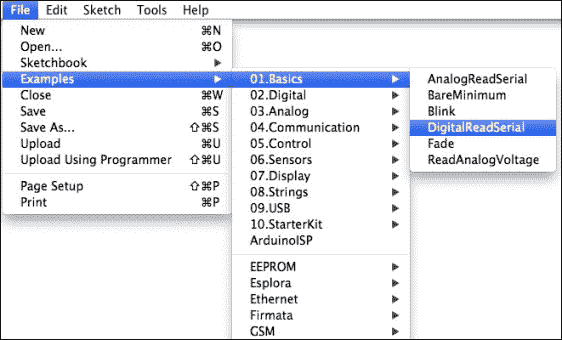 File Edit Sketch Tools Help
New ⌘N
Open... ⌘O
Sketchbook
Examples
Close ⌘W
Save ⌘S
Save As... ⇧⌘S
Upload ⌘U
Upload Using Programmer ⇧⌘U
Page Setup ⇧⌘P
Print ⌘P
01.Basics
02.Digital
03.Analog
04.Communication
05.Control
06.Sensors
07.Display
08.Strings
09.USB
10.StarterKit
ArduinoISP
EEPROM
Esplora
Ethernet
Firmata
GSM
AnalogReadSerial
BareMinimum
Blink
DigitalReadSerial
Fade
ReadAnalogVoltage